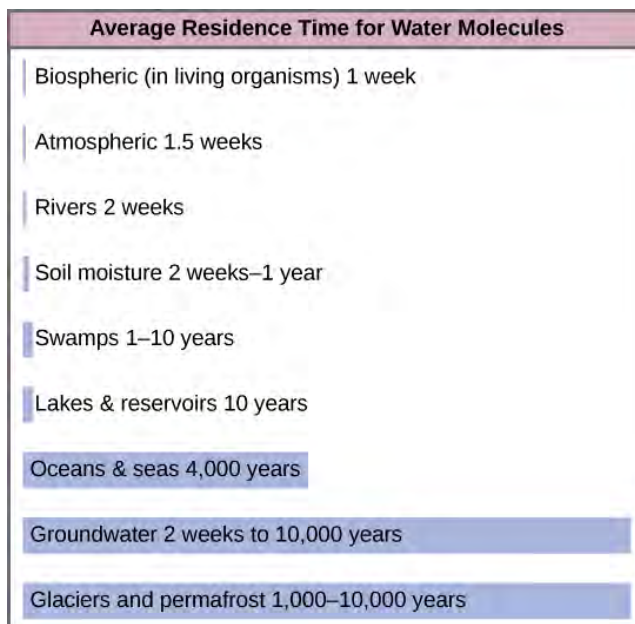 Average Residence Time for Water Molecules
Biospheric (in living organisms) 1 week
Atmospheric 1.5 weeks
Rivers 2 weeks
Soil moisture 2 weeks–1 year
Swamps 1–10 years
Lakes & reservoirs 10 years
Oceans & seas 4,000 years
Groundwater 2 weeks to 10,000 years
Glaciers and permafrost 1,000–10,000 years